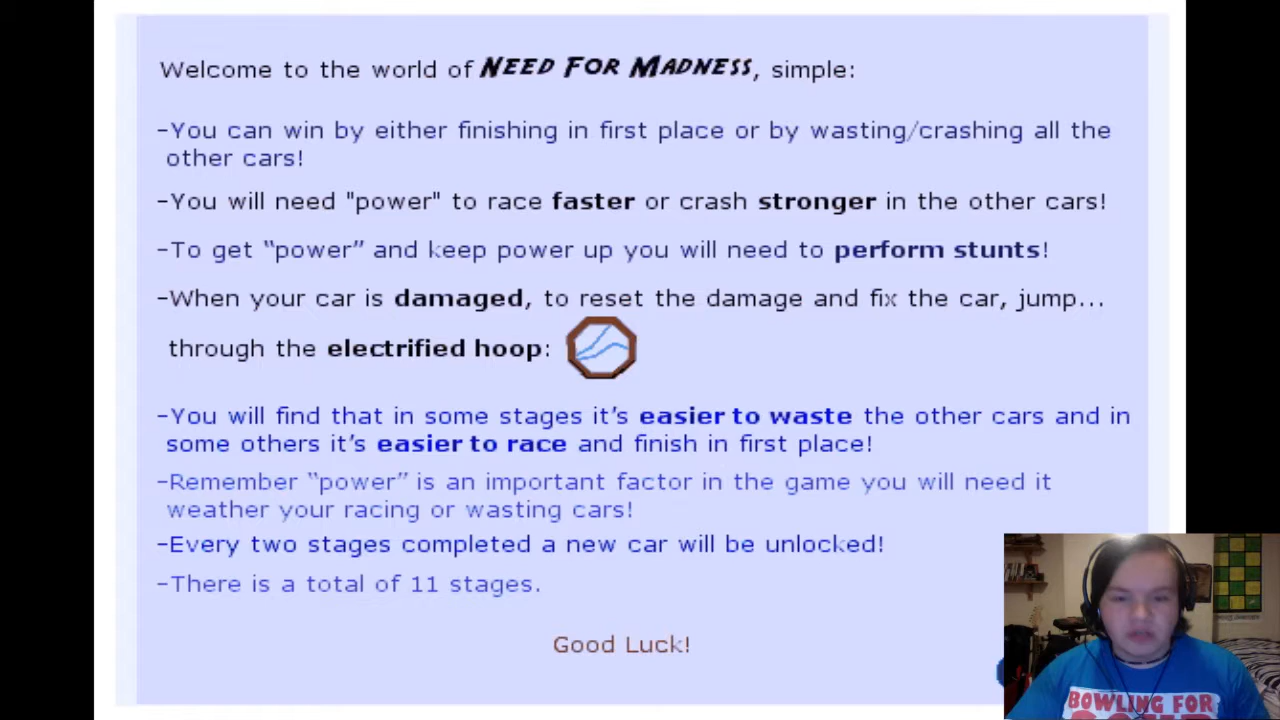 Welcome to the world of NEED FOR MADNESS, simple:
-You can win by either finishing in first place or by wasting/crashing all the
other cars!
-You will need "power" to race faster or crash stronger in the other cars!
-To get “power” and keep power up you will need to perform stunts!
-When your car is damaged, to reset the damage and fix the car, jump...
through the electrified hoop:
-You will find that in some stages it’s easier to waste the other cars and in
some others it’s easier to race and finish in first place!
-Remember “power” is an important factor in the game you will need it
weather your racing or wasting cars!
-Every two stages completed a new car will be unlocked!
-There is a total of 11 stages.
Good Luck!
BOWLING FOR